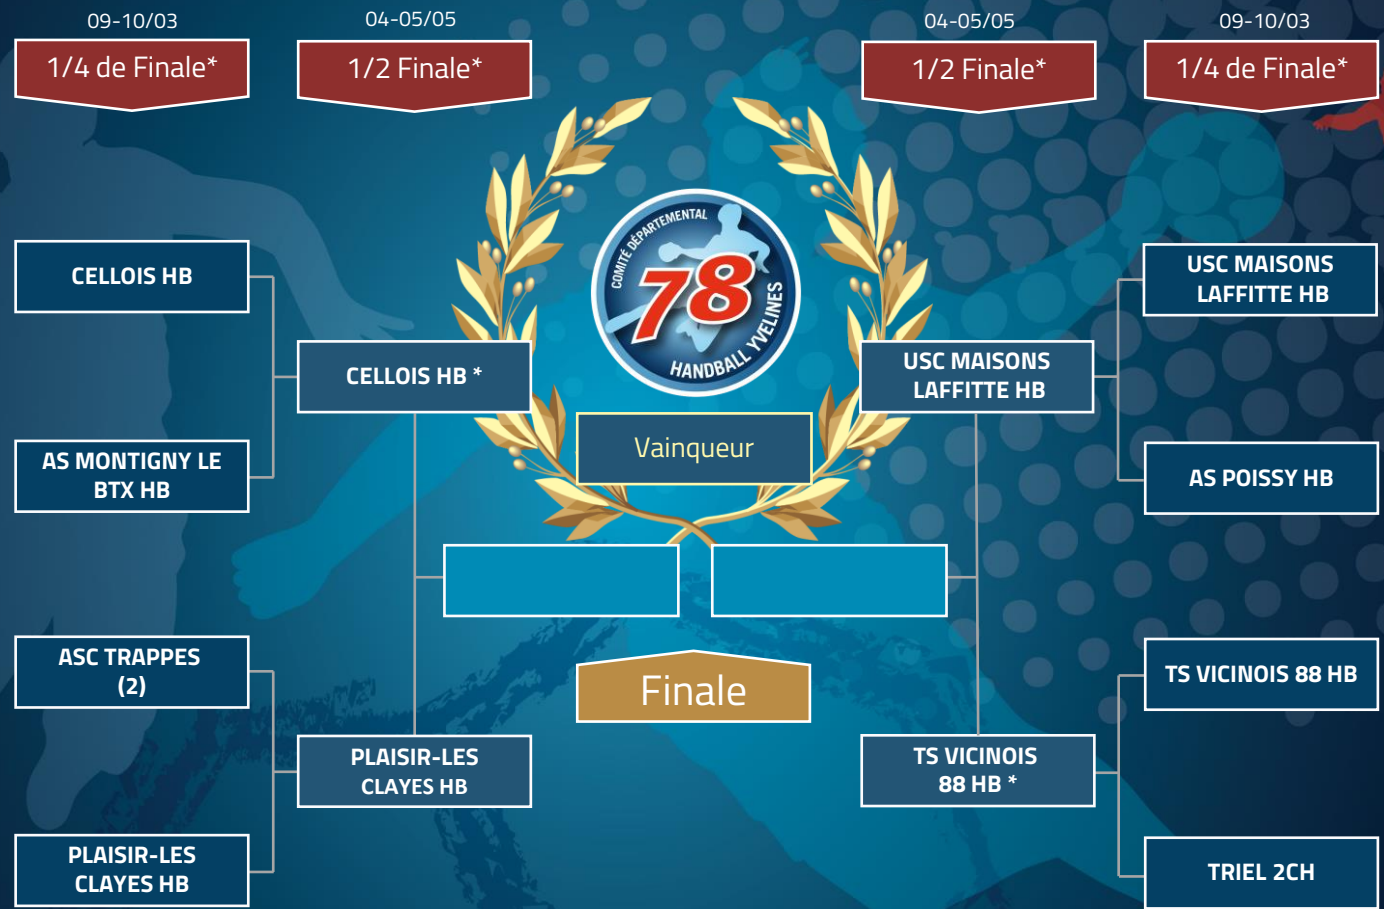 09-10/03
04-05/05
04-05/05
09-10/03
1/4 de Finale*
1/2 Finale*
1/2 Finale*
1/4 de Finale*
COMITÉ DÉPARTEMENTAL
78
HANDBALL YVELINES
CELLOIS HB
USC MAISONS
LAFFITTE HB
CELLOIS HB *
USC MAISONS
LAFFITTE HB
Vainqueur
AS MONTIGNY LE
BTX HB
AS POISSY HB
ASC TRAPPES
(2)
Finale
TS VICINOIS 88 HB
PLAISIR-LES
CLAYES HB
TS VICINOIS
88 HB *
PLAISIR-LES
CLAYES HB
TRIEL 2CH